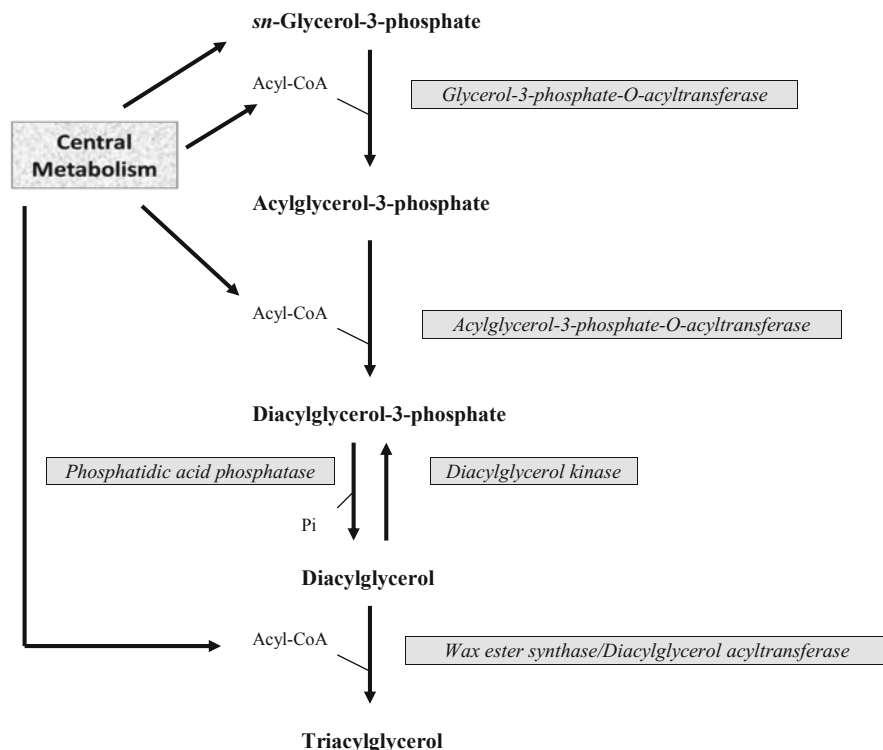 sn-Glycerol-3-phosphate
Acyl-CoA
Glycerol-3-phosphate-O-acyltransferase
Central
Metabolism
Acylglycerol-3-phosphate
Acyl-CoA
Acylglycerol-3-phosphate-O-acyltransferase
Diacylglycerol-3-phosphate
Phosphatidic acid phosphatase
Diacylglycerol kinase
Pi
Diacylglycerol
Acyl-CoA
Wax ester synthase/Diacylglycerol acyltransferase
Triacylglycerol